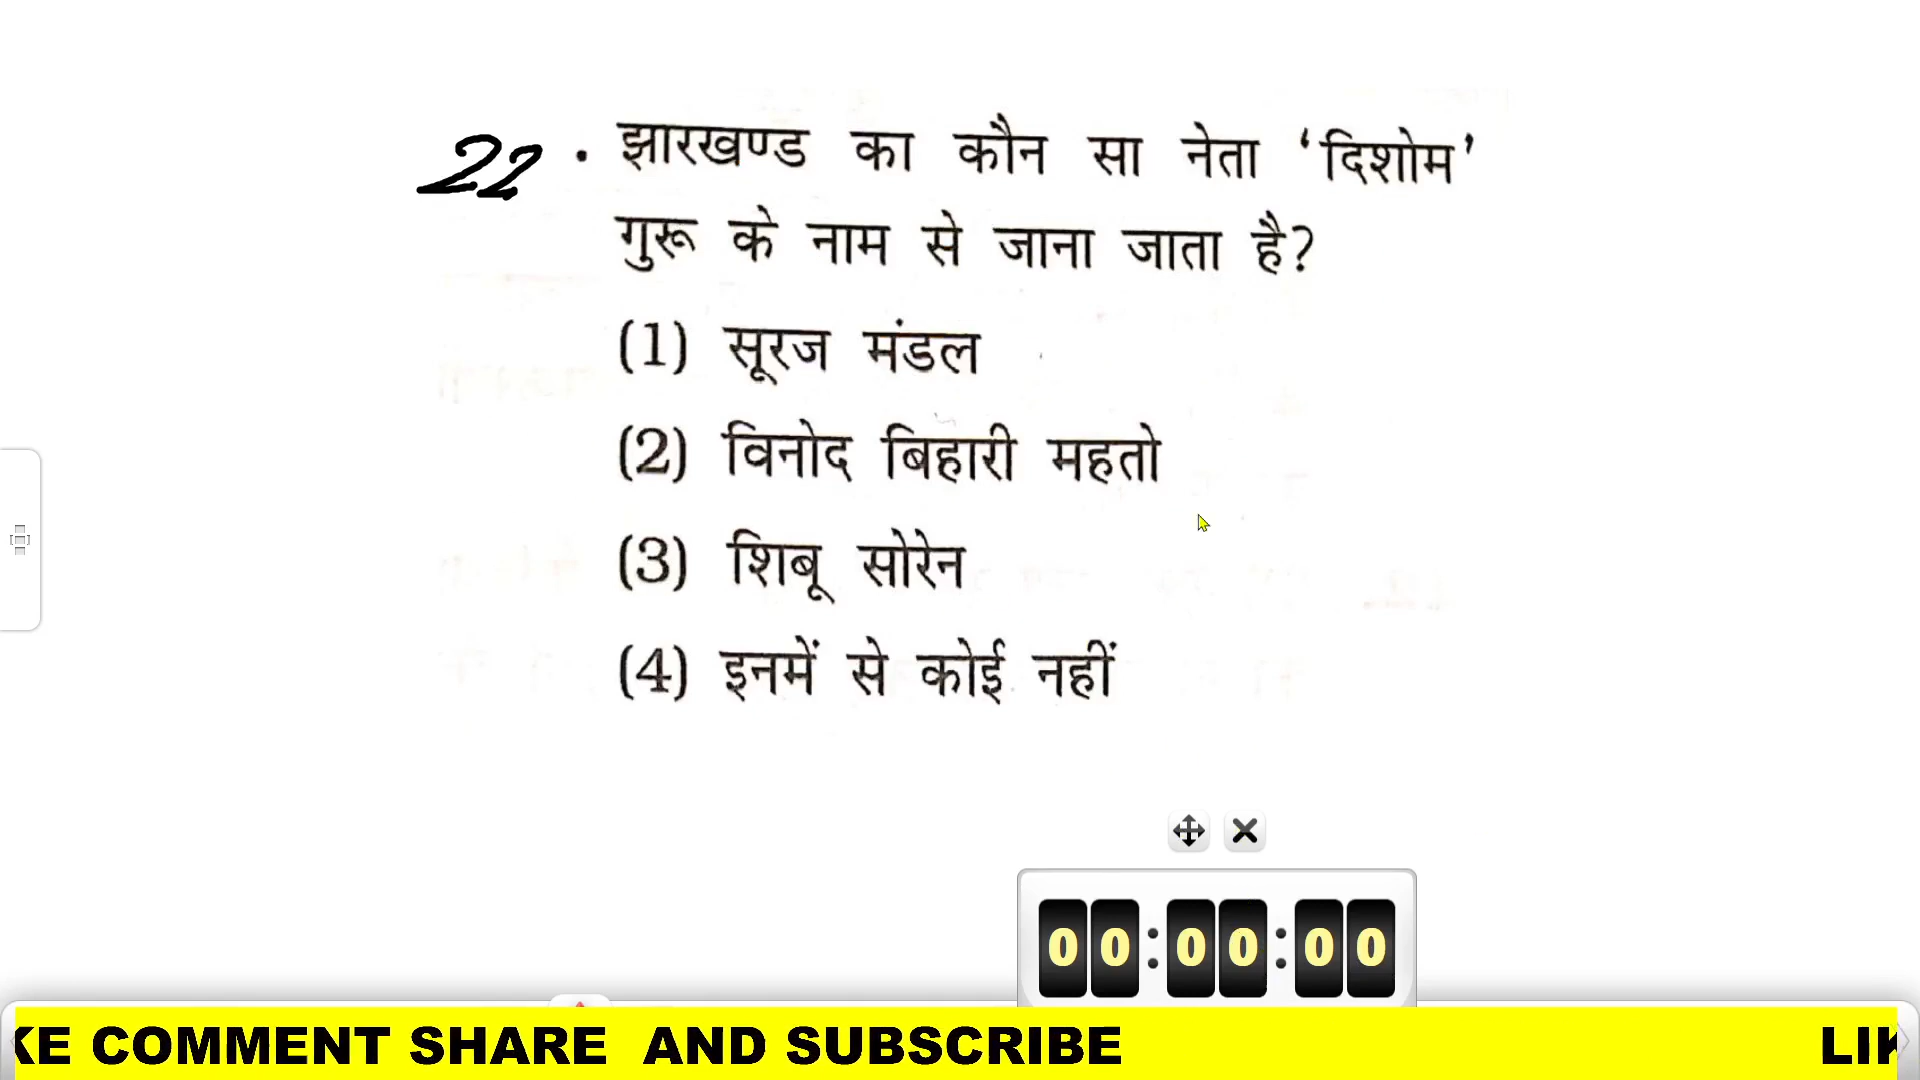 22. झारखण्ड का कौन सा नेता 'दिशोम'
गुरू के नाम से जाना जाता है?
(1) सूरज मंडल
(2) विनोद बिहारी महतो
(3) शिबू सोरेन
(4) इनमें से कोई नहीं
00:00:00
KE COMMENT SHARE AND SUBSCRIBE LIK